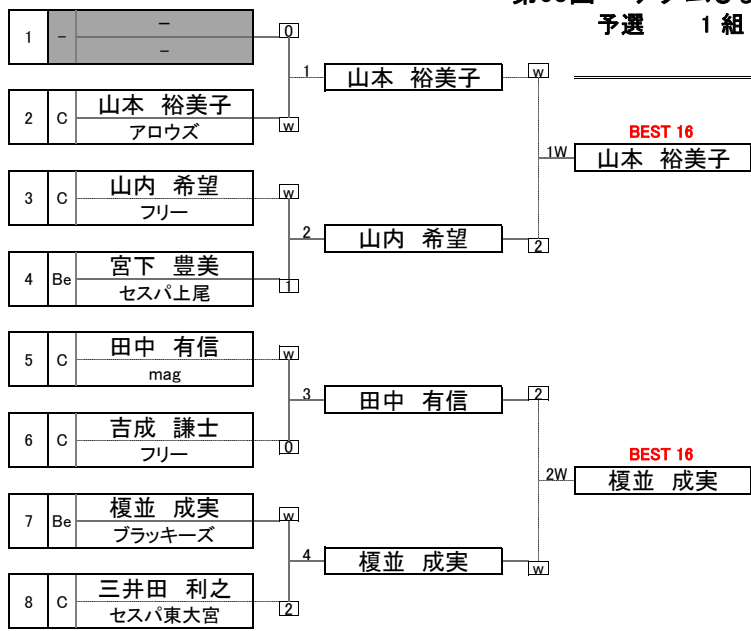 予選 1組
1 - - 0
-
1 山本 裕美子 w
2 C 山本 裕美子 w
アロウズ
BEST 16
1W 山本 裕美子
3 C 山内 希望 w
フリー
2 山内 希望 2
4 Be 宮下 豊美 1
セスパ上尾
5 C 田中 有信 w
mag
3 田中 有信 2
6 C 吉成 謙士 0
フリー
BEST 16
2W 榎並 成実
7 Be 榎並 成実 w
ブラッキーズ
4 榎並 成実 w
8 C 三井田 利之 2
セスパ東大宮